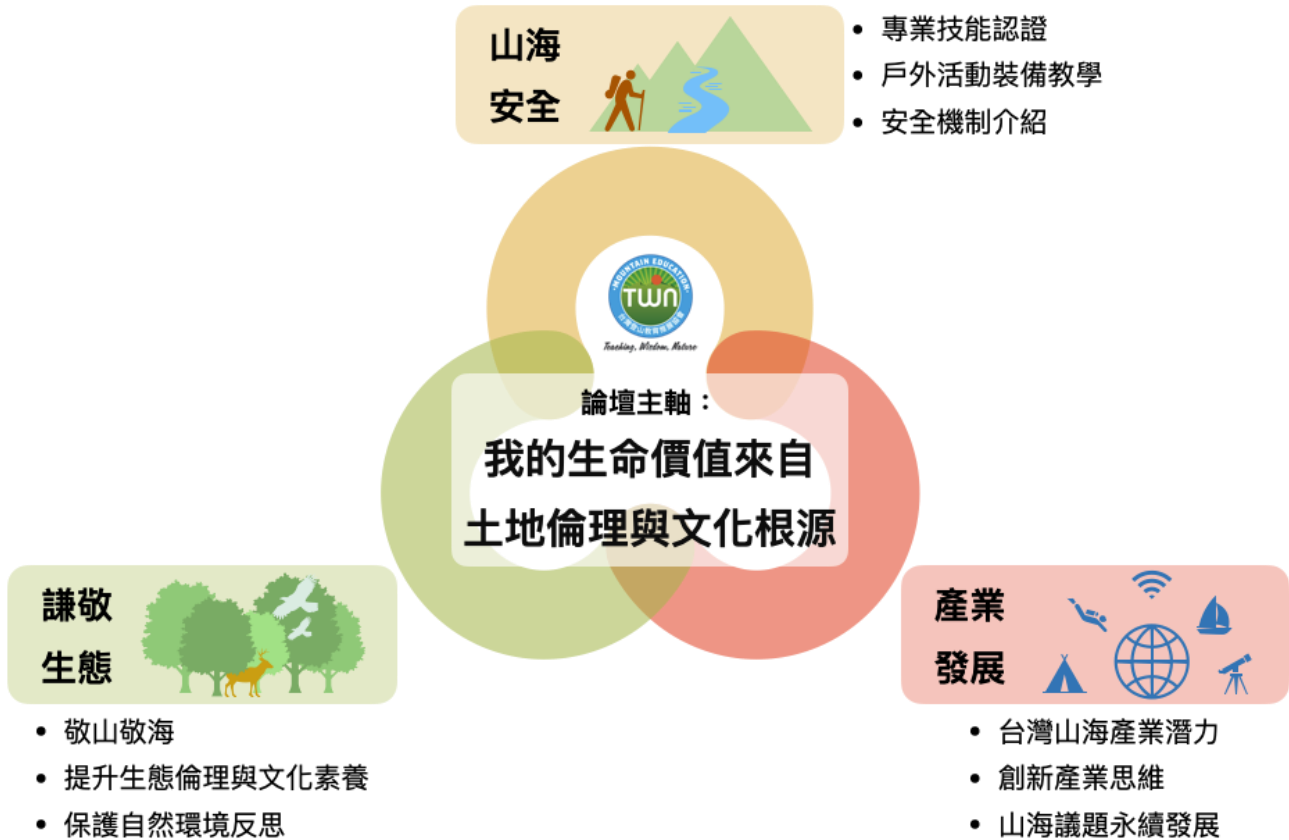 山海
安全
專業技能認證
戶外活動裝備教學
安全機制介紹
MOUNTAIN EDUCATION
TWN
Teaching, Wisdom, Nature
論壇主軸：
我的生命價值來自
土地倫理與文化根源
謙敬
生態
敬山敬海
提升生態倫理與文化素養
保護自然環境反思
產業
發展
台灣山海產業潛力
創新產業思維
山海議題永續發展